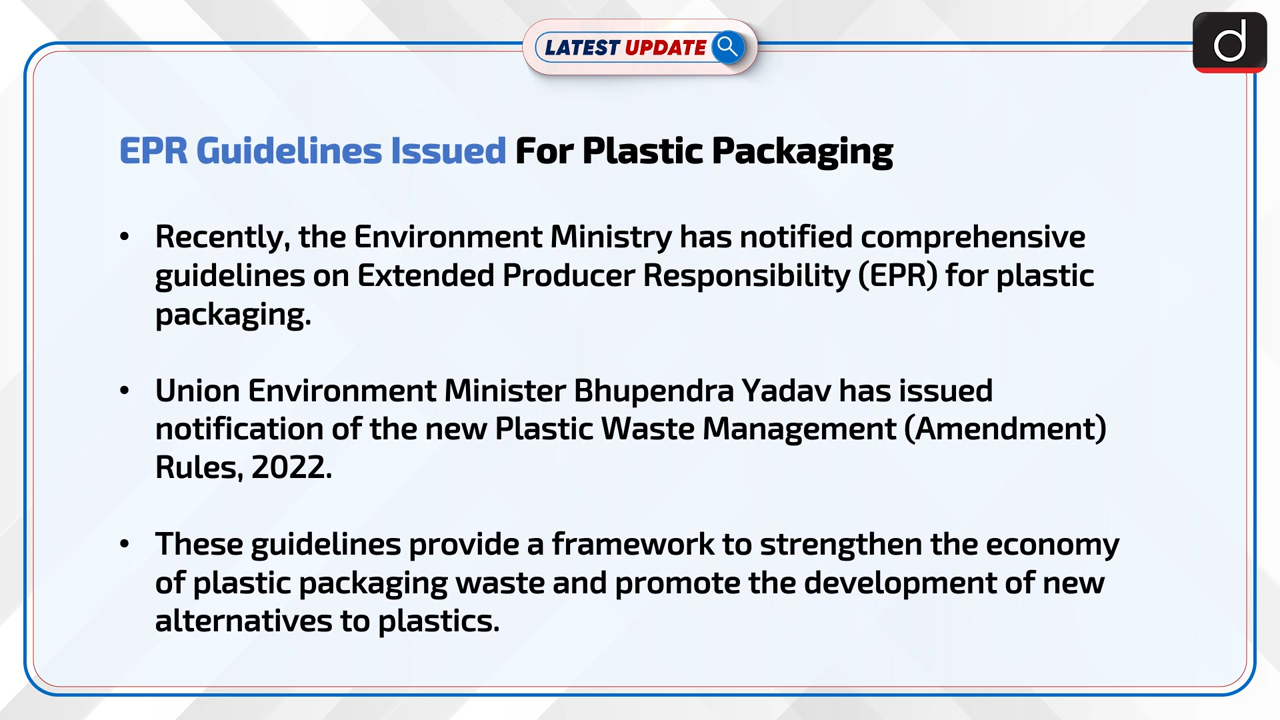 LATEST UPDATE
d
EPR Guidelines Issued For Plastic Packaging
• Recently, the Environment Ministry has notified comprehensive
guidelines on Extended Producer Responsibility (EPR) for plastic
packaging.
• Union Environment Minister Bhupendra Yadav has issued
notification of the new Plastic Waste Management (Amendment)
Rules, 2022.
• These guidelines provide a framework to strengthen the economy
of plastic packaging waste and promote the development of new
alternatives to plastics.